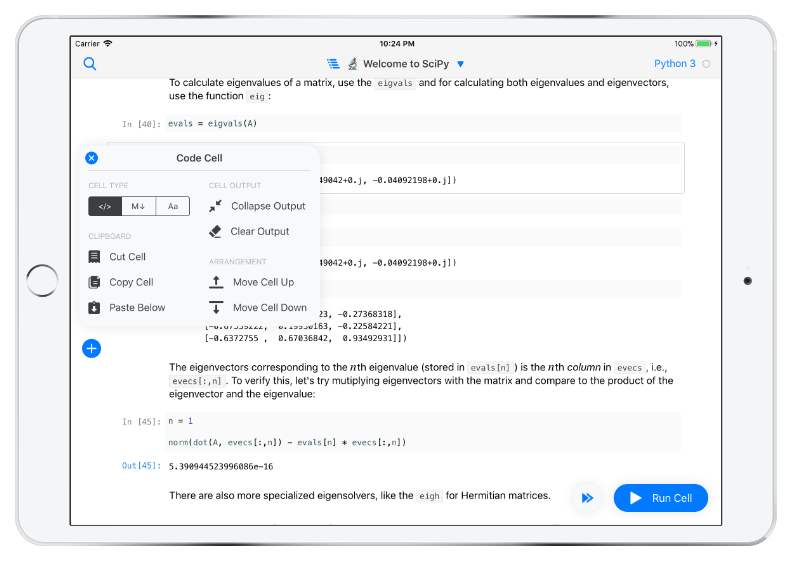 Carrier
10:24 PM
100%
Welcome to SciPy
Python 3
To calculate eigenvalues of a matrix, use the eigvals and for calculating both eigenvalues and eigenvectors,
use the function eig :
In [40]: evals = eigvals(A)
Code Cell
CELL TYPE
</> M↓ Aa
CLIPBOARD
Cut Cell
Copy Cell
Paste Below
CELL OUTPUT
Collapse Output
Clear Output
ARRANGEMENT
Move Cell Up
Move Cell Down
49042+0.j, -0.04092198+0.j])
49042+0.j, -0.04092198+0.j])
23, -0.27368318],
-0.22584221],
[-0.6372755 , 0.67036842, 0.93492931]])
The eigenvectors corresponding to the nth eigenvalue (stored in evals[n] ) is the nth column in evecs , i.e.,
evecs[:,n] . To verify this, let's try mutiplying eigenvectors with the matrix and compare to the product of the
eigenvector and the eigenvalue:
In [45]: n = 1
norm(dot(A, evecs[:,n]) - evals[n] * evecs[:,n])
Out[45]: 5.390944523996086e-16
There are also more specialized eigensolvers, like the eigh for Hermitian matrices.
Run Cell